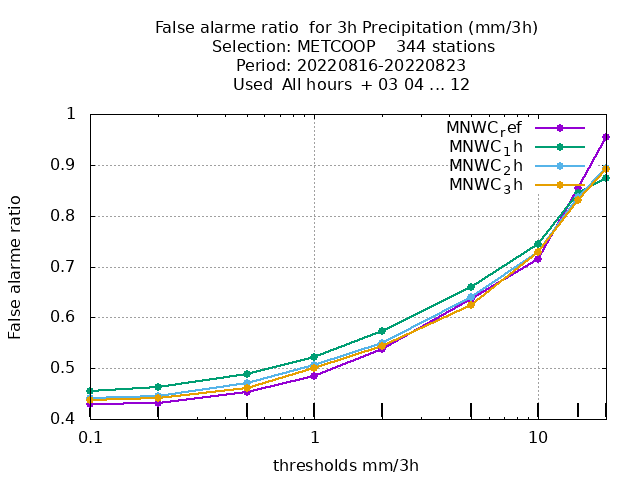 False alarme ratio  for 3h Precipitation (mm/3h)
Selection: METCOOP    344 stations
Period: 20220816-20220823
Used  All hours  + 03 04 ... 12
MNWC_ref
MNWC_1h
MNWC_2h
MNWC_3h
1
0.9
0.8
0.7
0.6
0.5
0.4
False alarme ratio
0.1 1 10
thresholds mm/3h